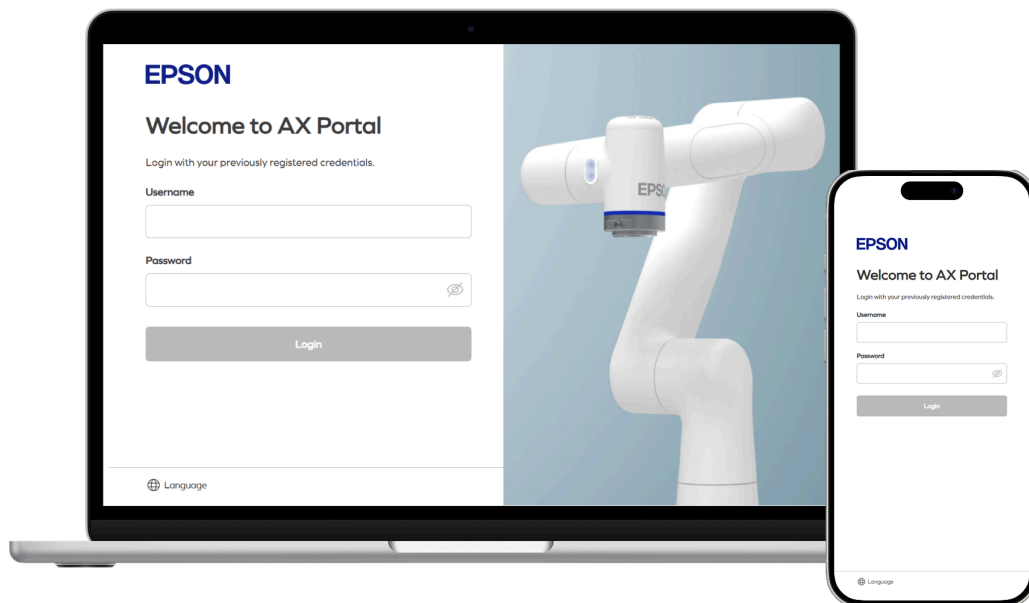 EPSON
Welcome to AX Portal
Login with your previously registered credentials.
Username
Password
Login
Language
EPS
EPSON
Welcome to AX Portal
Login with your previously registered credentials.
Username
Password
Login
Language